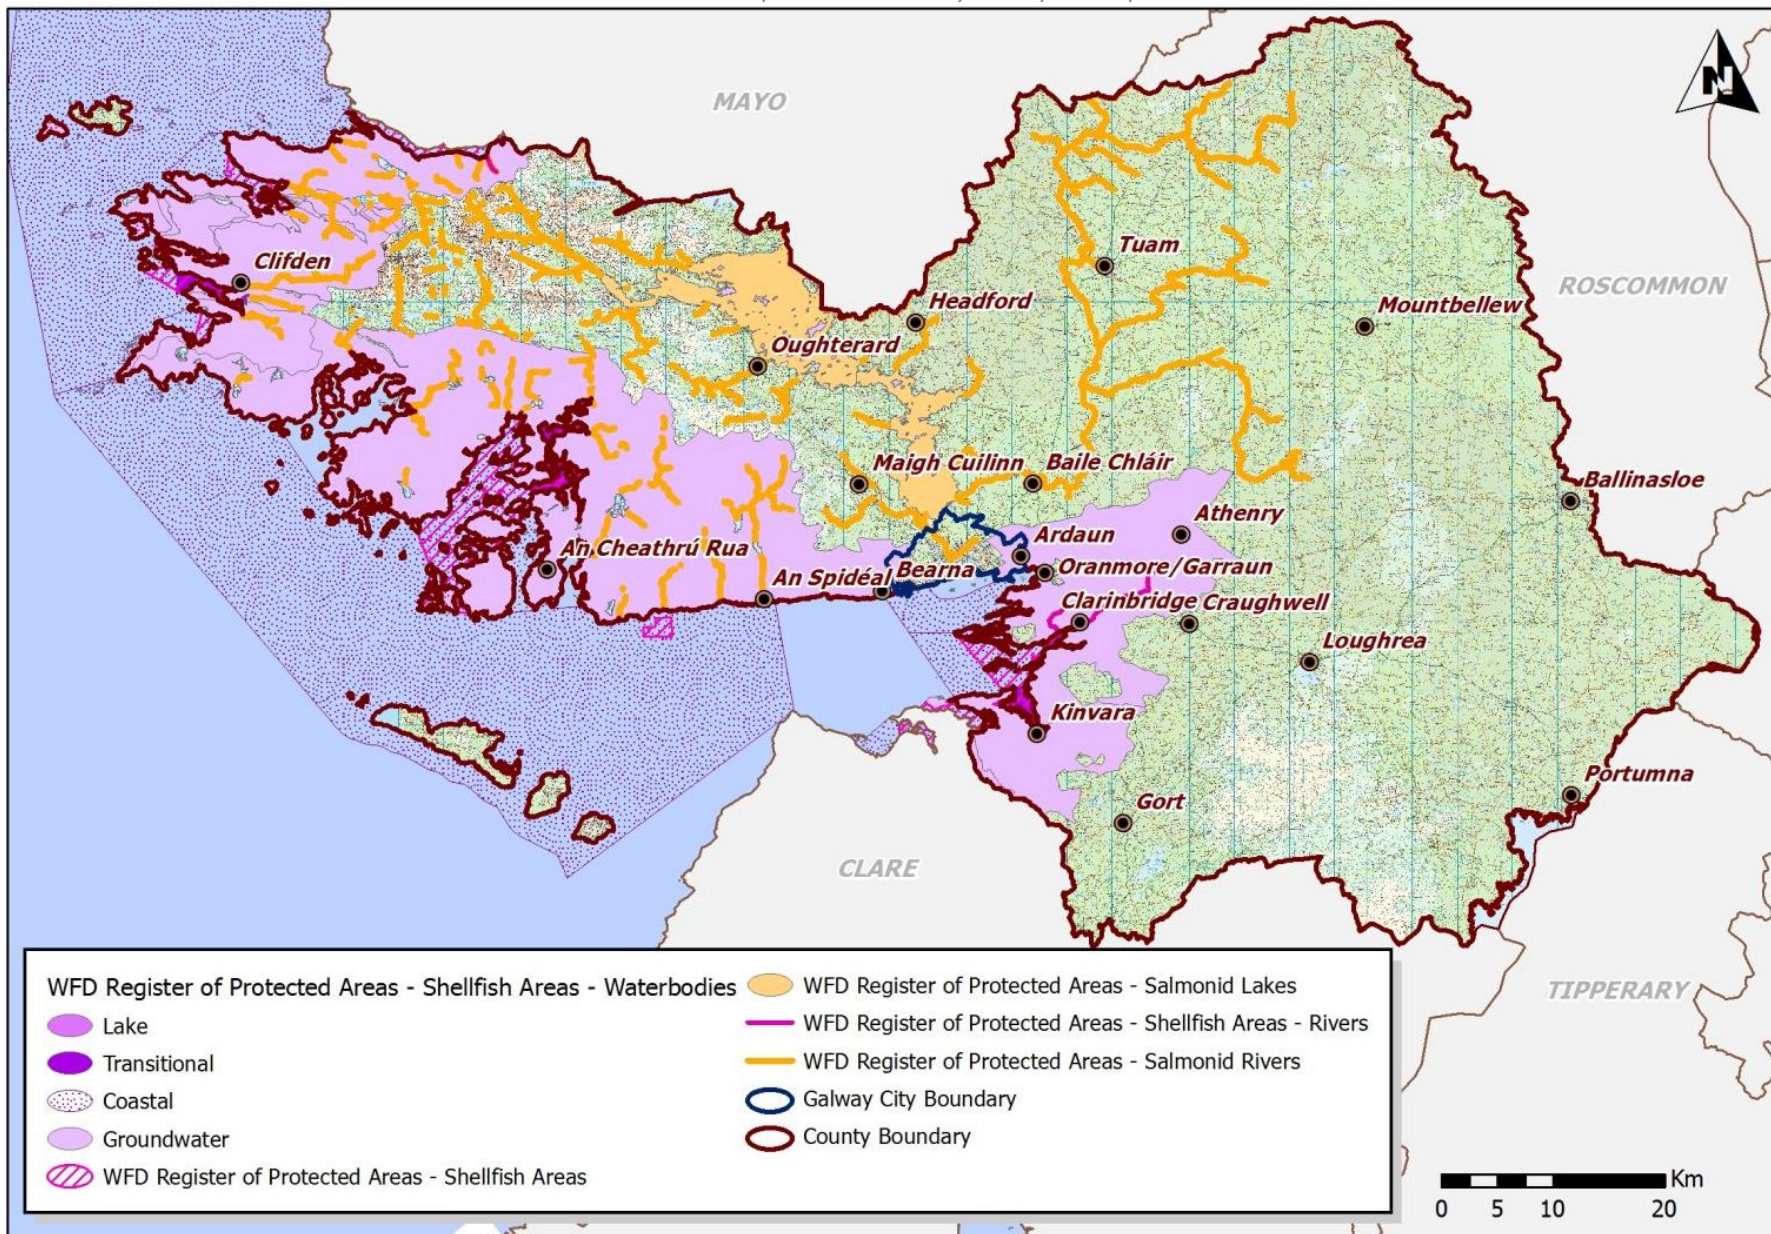 N
MAYO
ROSCOMMON
CLARE
TIPPERARY
Clifden
Tuam
Headford
Mountbellew
Oughterard
Maigh Cuilinn
Baile Chláir
Ballinasloe
Athenry
Ardaun
An Cheathrú Rua
An Spidéal
Bearna
Oranmore/Garraun
Clarinbridge
Craughwell
Loughrea
Kinvara
Portumna
Gort
WFD Register of Protected Areas - Shellfish Areas - Waterbodies
Lake
Transitional
Coastal
Groundwater
WFD Register of Protected Areas - Shellfish Areas
WFD Register of Protected Areas - Salmonid Lakes
WFD Register of Protected Areas - Shellfish Areas - Rivers
WFD Register of Protected Areas - Salmonid Rivers
Galway City Boundary
County Boundary
Km
0 5 10 20